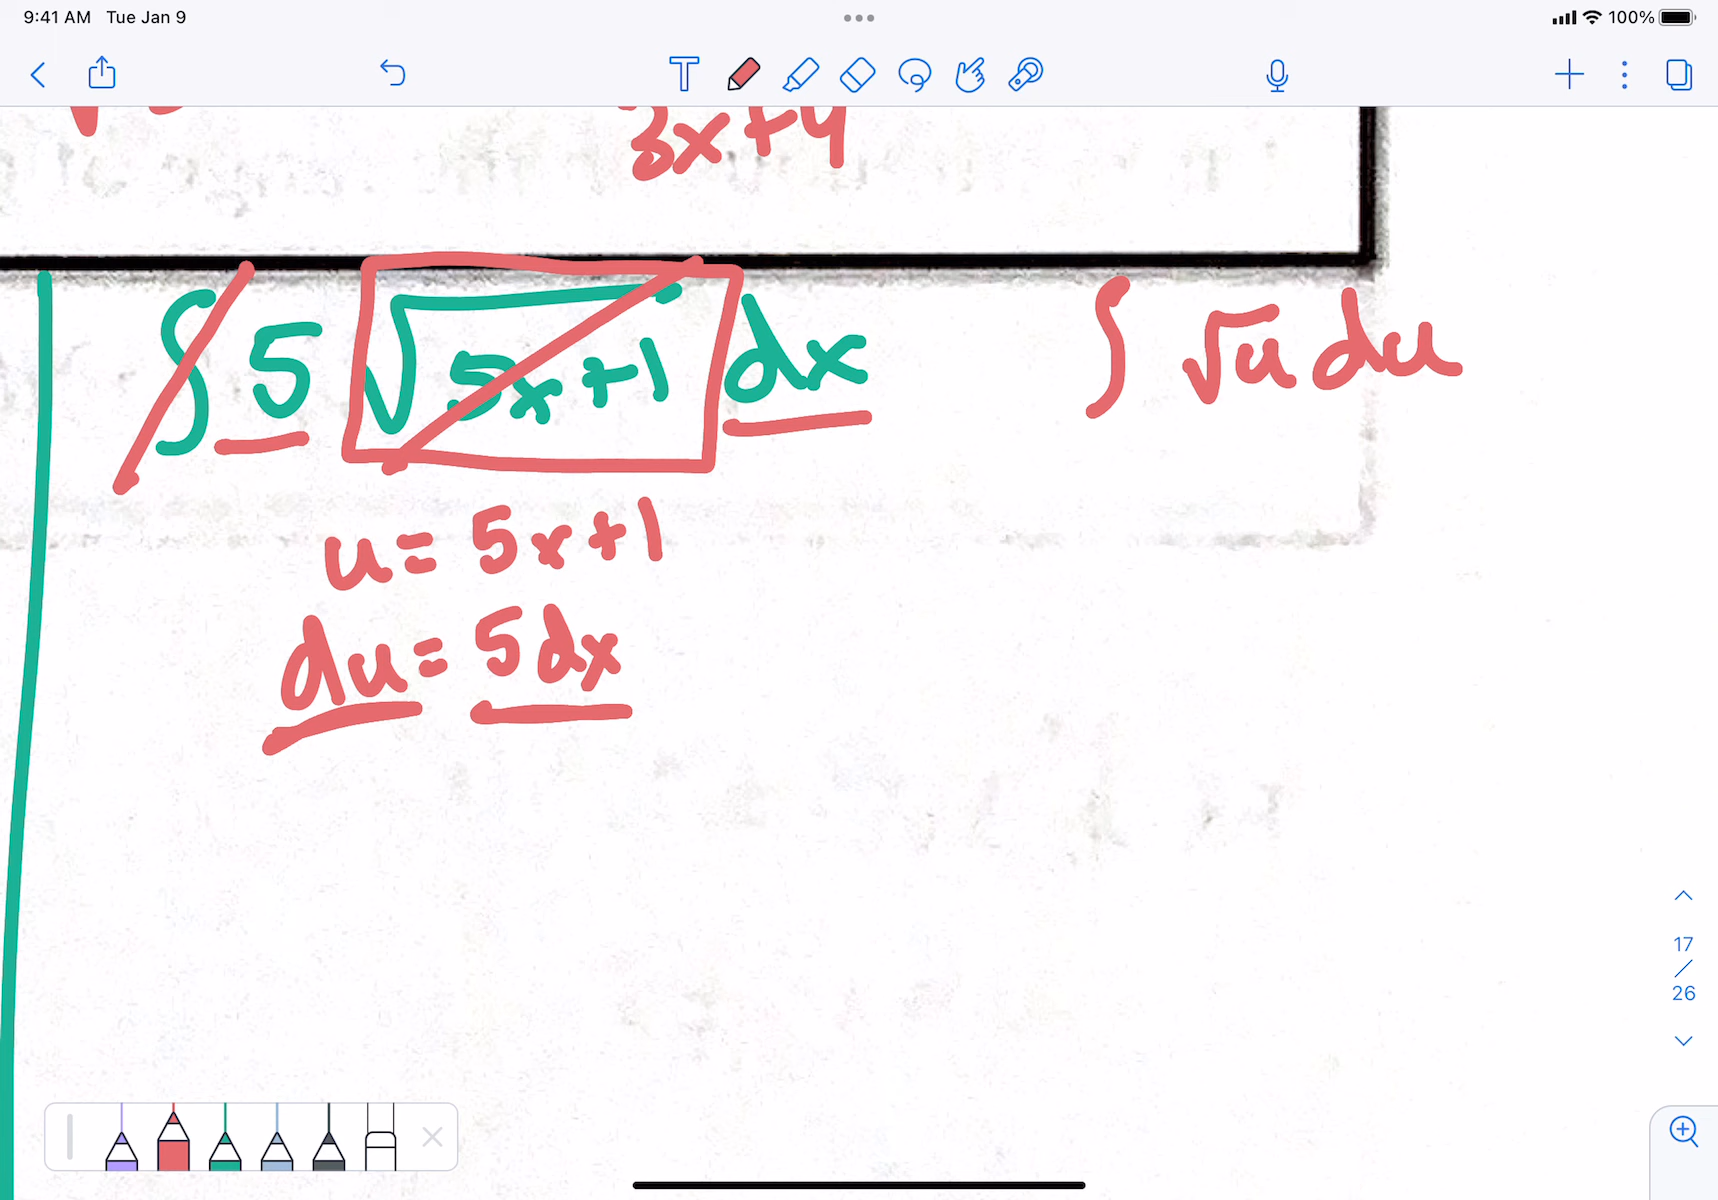 9:41 AM Tue Jan 9
100%
3x+4
∫ 5 √5x+1 dx
∫ √u du
u = 5x+1
du = 5dx
17
/
26